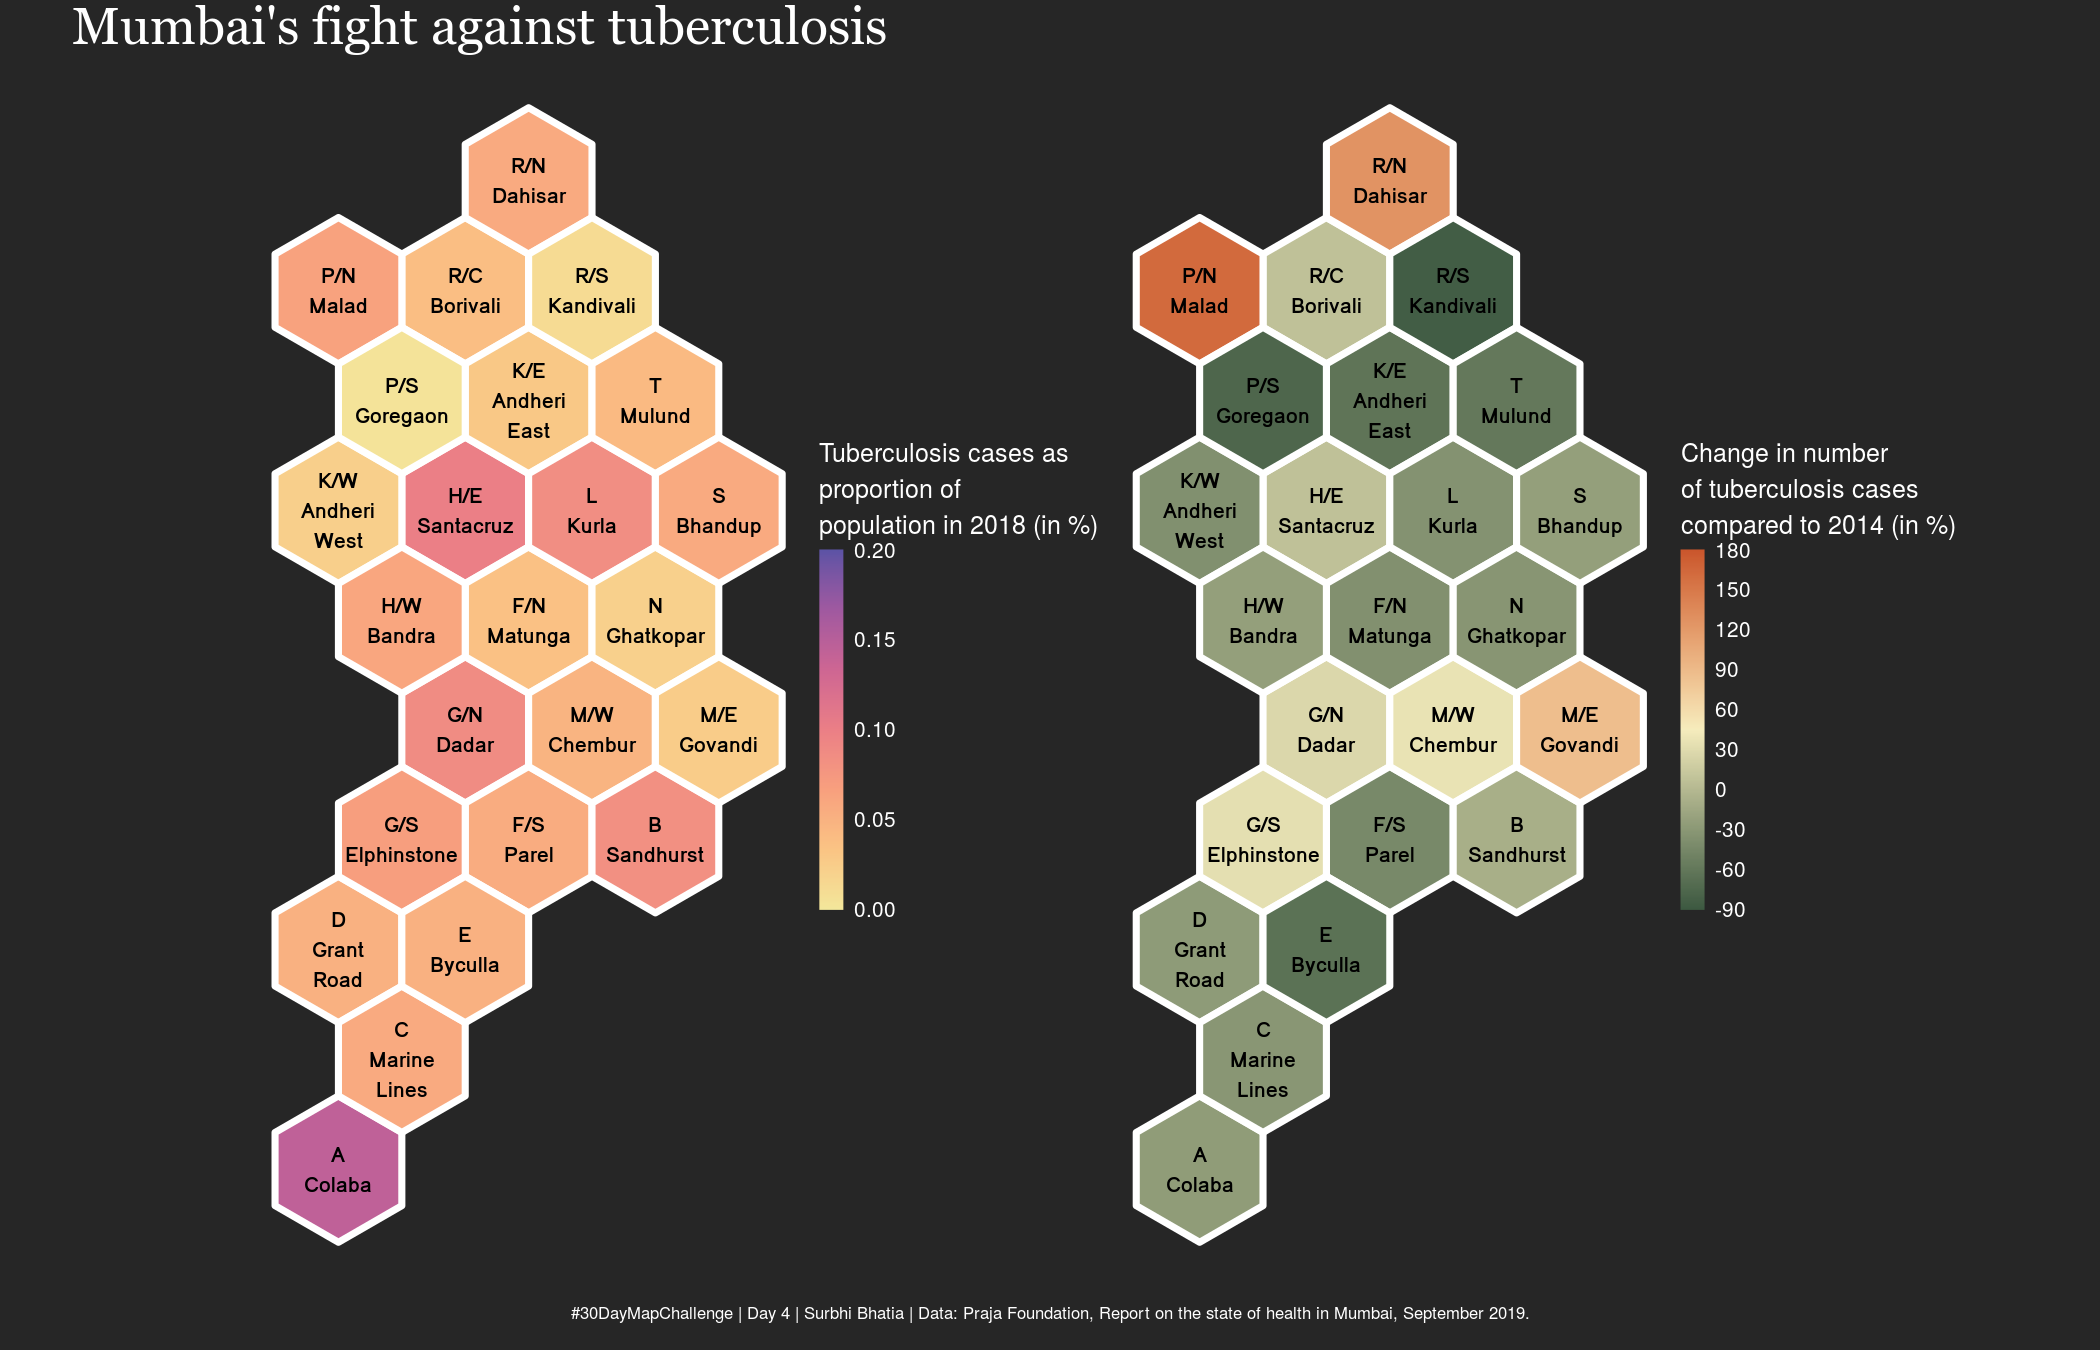 Mumbai's fight against tuberculosis
R/N
Dahisar
P/N
Malad
R/C
Borivali
R/S
Kandivali
P/S
Goregaon
K/E
Andheri
East
T
Mulund
K/W
Andheri
West
H/E
Santacruz
L
Kurla
S
Bhandup
H/W
Bandra
F/N
Matunga
N
Ghatkopar
G/N
Dadar
M/W
Chembur
M/E
Govandi
G/S
Elphinstone
F/S
Parel
B
Sandhurst
D
Grant
Road
E
Byculla
C
Marine
Lines
A
Colaba
Tuberculosis cases as
proportion of
population in 2018 (in %)
0.20
0.15
0.10
0.05
0.00
R/N
Dahisar
P/N
Malad
R/C
Borivali
R/S
Kandivali
P/S
Goregaon
K/E
Andheri
East
T
Mulund
K/W
Andheri
West
H/E
Santacruz
L
Kurla
S
Bhandup
H/W
Bandra
F/N
Matunga
N
Ghatkopar
G/N
Dadar
M/W
Chembur
M/E
Govandi
G/S
Elphinstone
F/S
Parel
B
Sandhurst
D
Grant
Road
E
Byculla
C
Marine
Lines
A
Colaba
Change in number
of tuberculosis cases
compared to 2014 (in %)
180
150
120
90
60
30
0
-30
-60
-90
#30DayMapChallenge | Day 4 | Surbhi Bhatia | Data: Praja Foundation, Report on the state of health in Mumbai, September 2019.